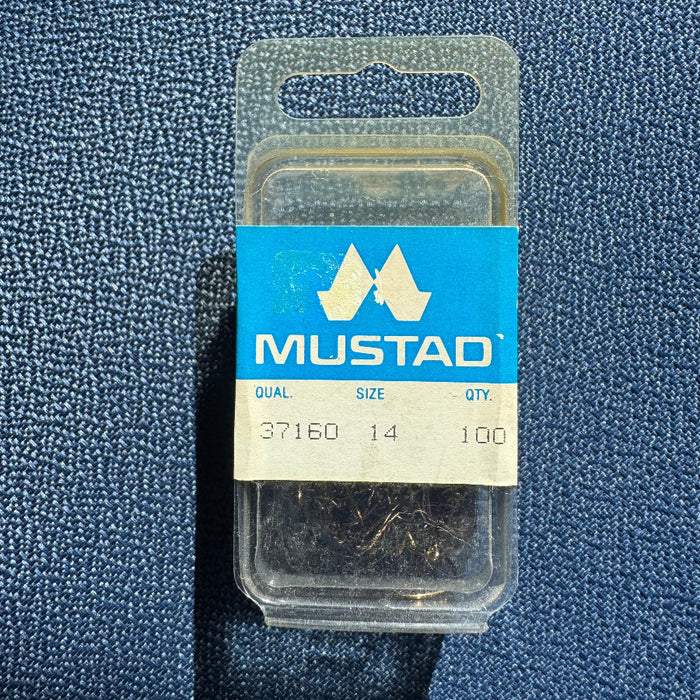 MUSTAD
QUAL. SIZE QTY.
37160 14 100